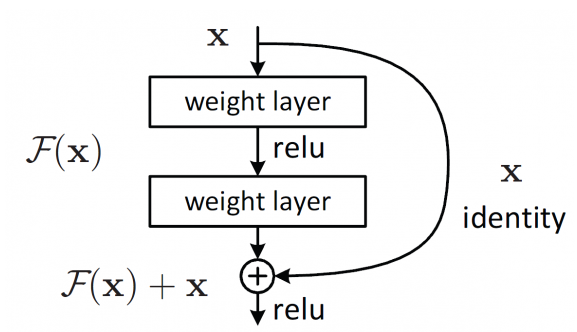 x
weight layer
relu
F(x)
x
weight layer
identity
F(x) + x
+
relu